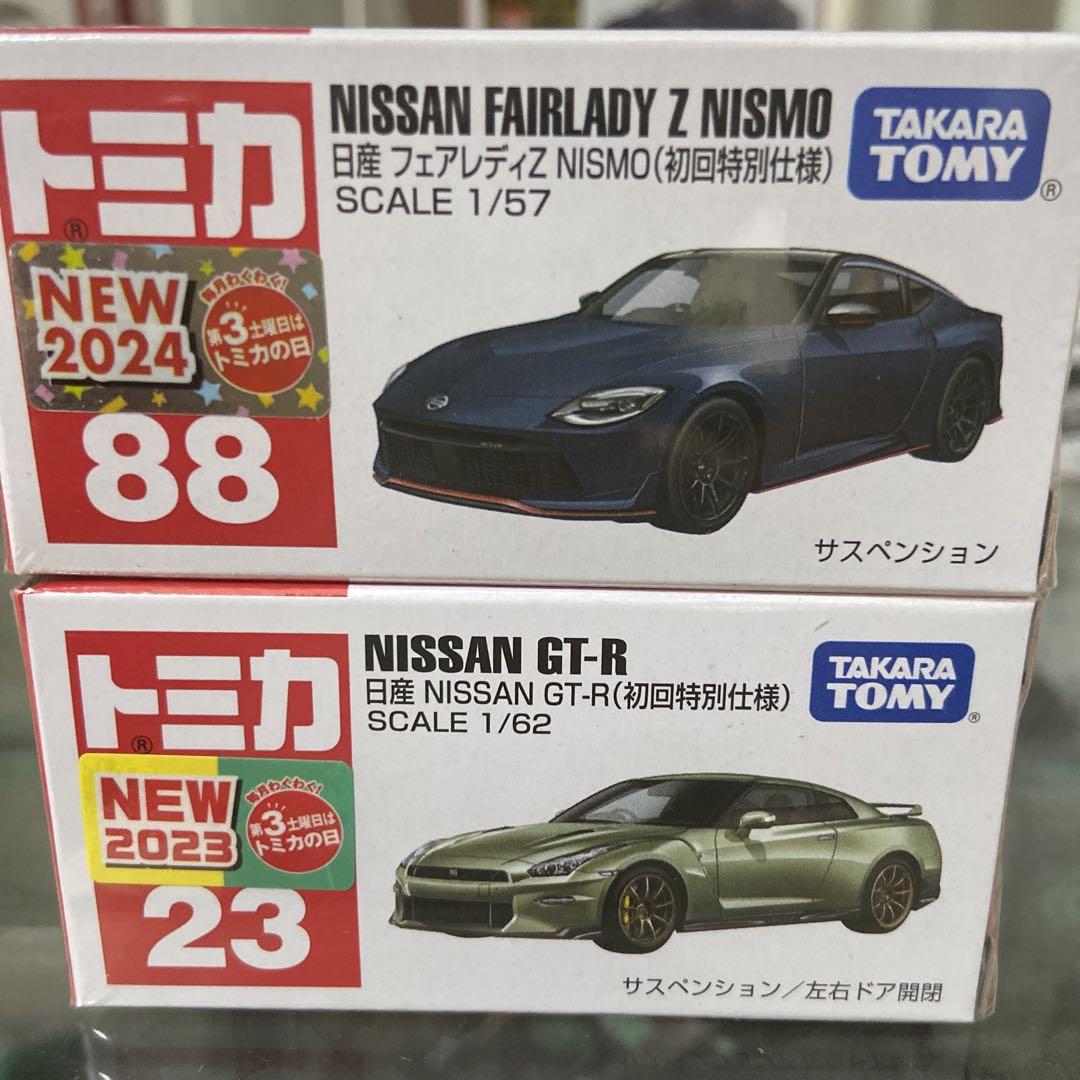 トミカ
®
NISSAN FAIRLADY Z NISMO
日産 フェアレディZ NISMO(初回特別仕様)
SCALE 1/57
TAKARA
TOMY
®
NEW
2024
毎月わくわく!
第3土曜日は
トミカの日
88
サスペンション
トミカ
®
NISSAN GT-R
日産 NISSAN GT-R(初回特別仕様)
SCALE 1/62
TAKARA
TOMY
®
NEW
2023
毎月わくわく!
第3土曜日は
トミカの日
23
サスペンション/左右ドア開閉